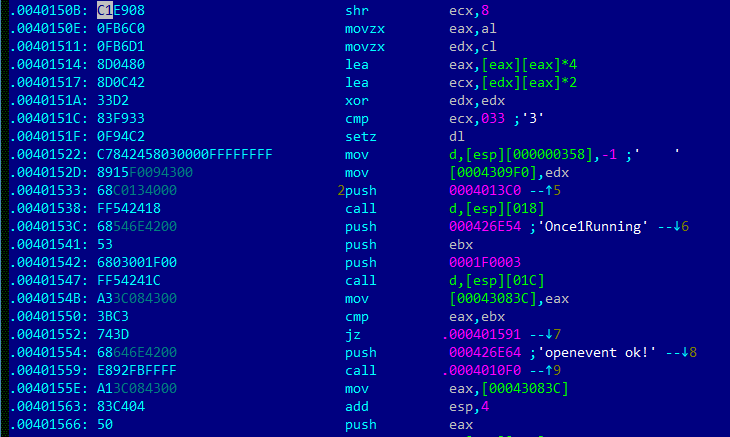 .0040150B: C1E908 shr ecx,8
.0040150E: 0FB6C0 movzx eax,al
.00401511: 0FB6D1 movzx edx,cl
.00401514: 8D0480 lea eax,[eax][eax]*4
.00401517: 8D0C42 lea ecx,[edx][eax]*2
.0040151A: 33D2 xor edx,edx
.0040151C: 83F933 cmp ecx,033 ;'3'
.0040151F: 0F94C2 setz dl
.00401522: C7842458030000FFFFFFFF mov d,[esp][000000358],-1 ;'    '
.0040152D: 8915F0094300 mov [0004309F0],edx
.00401533: 68C0134000 2push 0004013C0 --↑5
.00401538: FF542418 call d,[esp][018]
.0040153C: 68546E4200 push 000426E54 ;'Once1Running' --↓6
.00401541: 53 push ebx
.00401542: 6803001F00 push 0001F0003
.00401547: FF54241C call d,[esp][01C]
.0040154B: A33C084300 mov [00043083C],eax
.00401550: 3BC3 cmp eax,ebx
.00401552: 743D jz .000401591 --↓7
.00401554: 68646E4200 push 000426E64 ;'openevent ok!' --↓8
.00401559: E892FBFFFF call .0004010F0 --↑9
.0040155E: A13C084300 mov eax,[00043083C]
.00401563: 83C404 add esp,4
.00401566: 50 push eax